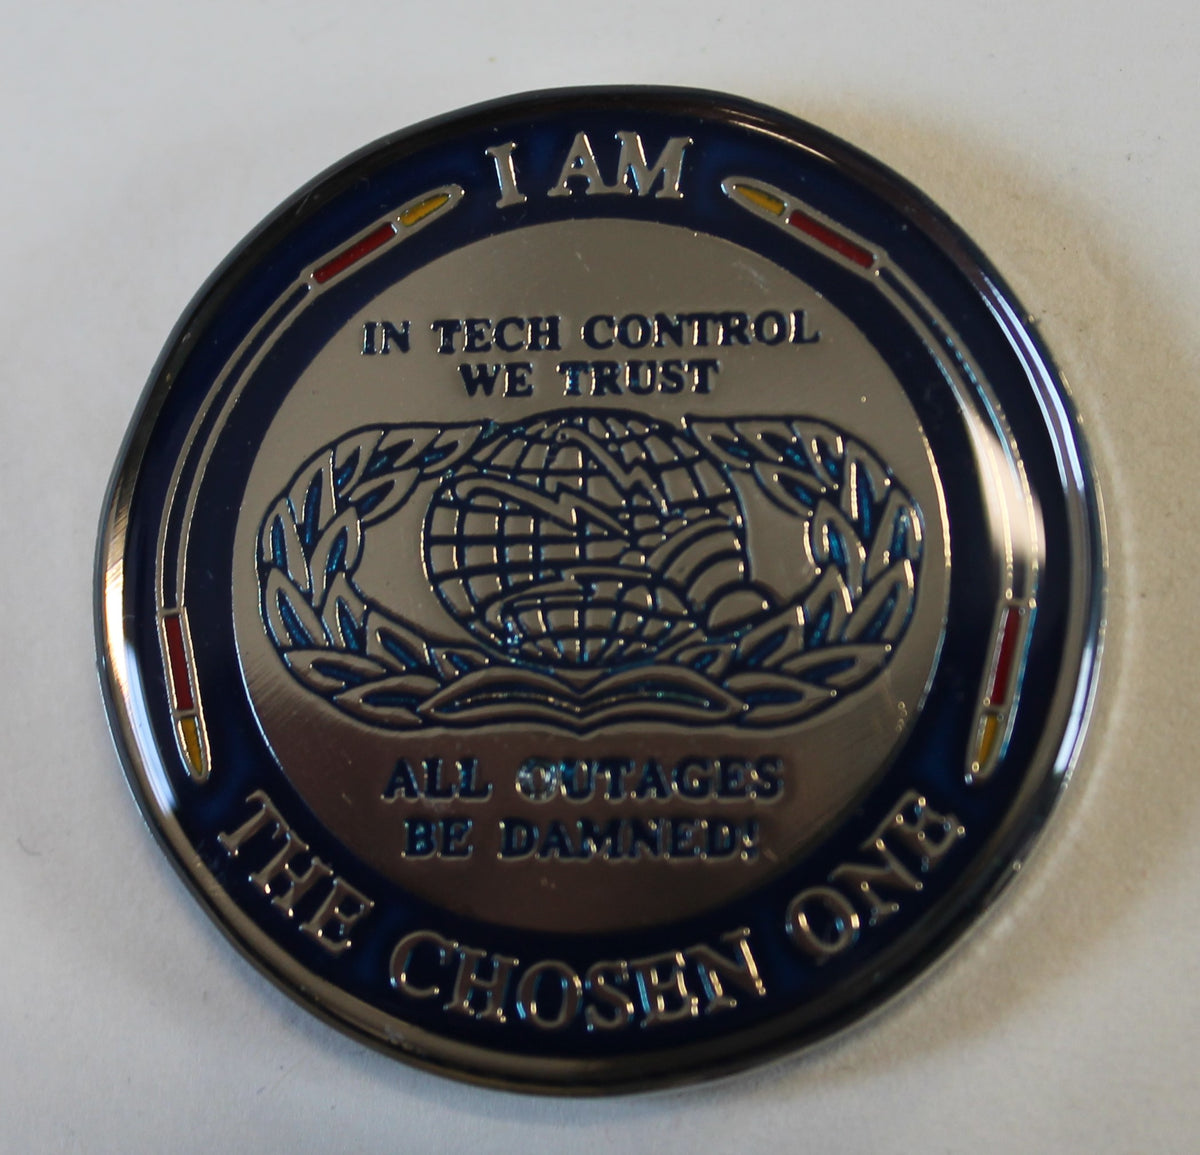 I AM
IN TECH CONTROL
WE TRUST
ALL OUTAGES
BE DAMNED!
THE CHOSEN ONE